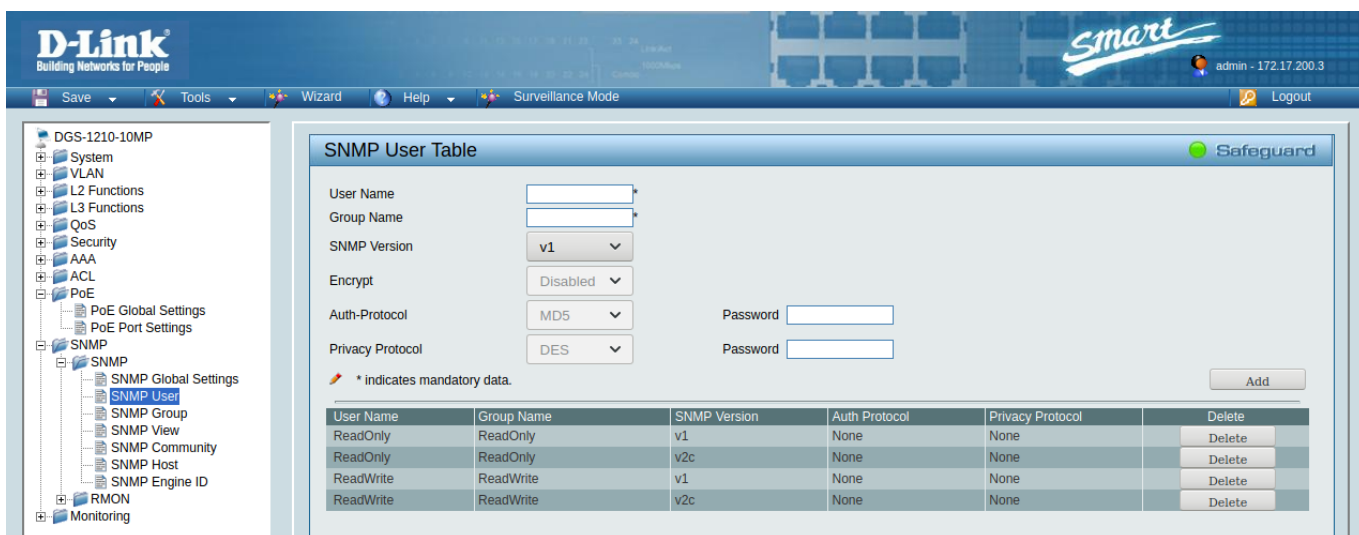 D-Link
Building Networks for People
smart
admin - 172.17.200.3
Save Tools Wizard Help Surveillance Mode Logout
DGS-1210-10MP
System
VLAN
L2 Functions
L3 Functions
QoS
Security
AAA
ACL
PoE
PoE Global Settings
PoE Port Settings
SNMP
SNMP
SNMP Global Settings
SNMP User
SNMP Group
SNMP View
SNMP Community
SNMP Host
SNMP Engine ID
RMON
Monitoring
SNMP User Table Safeguard
User Name *
Group Name *
SNMP Version v1
Encrypt Disabled
Auth-Protocol MD5 Password
Privacy Protocol DES Password
* indicates mandatory data. Add
User Name Group Name SNMP Version Auth Protocol Privacy Protocol Delete
ReadOnly ReadOnly v1 None None Delete
ReadOnly ReadOnly v2c None None Delete
ReadWrite ReadWrite v1 None None Delete
ReadWrite ReadWrite v2c None None Delete